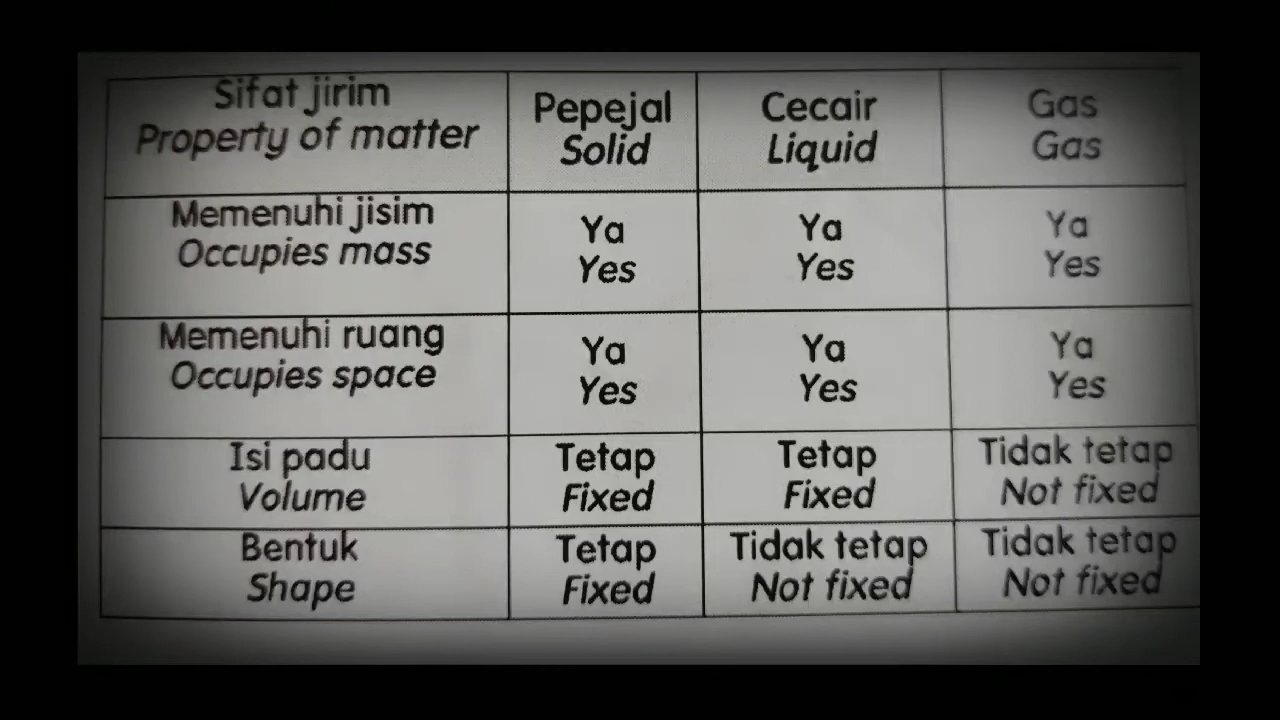 Sifat jirim
Property of matter
Pepejal
Solid
Cecair
Liquid
Gas
Gas
Memenuhi jisim
Occupies mass
Ya
Yes
Ya
Yes
Ya
Yes
Memenuhi ruang
Occupies space
Ya
Yes
Ya
Yes
Ya
Yes
Isi padu
Volume
Tetap
Fixed
Tetap
Fixed
Tidak tetap
Not fixed
Bentuk
Shape
Tetap
Fixed
Tidak tetap
Not fixed
Tidak tetap
Not fixed